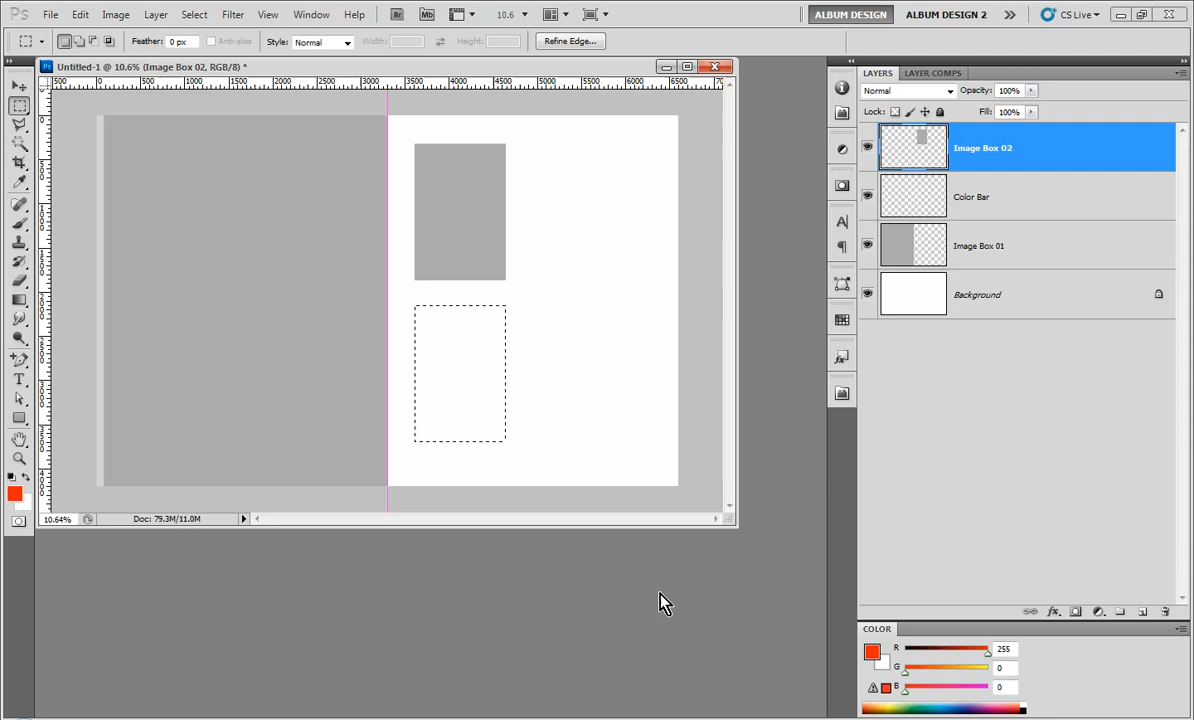 Ps File Edit Image Layer Select Filter View Window Help Br Mb 10.6 ALBUM DESIGN ALBUM DESIGN 2 CS Live
Feather: 0 px Anti-alias Style: Normal Width: Height: Refine Edge...
Ps Untitled-1 @ 10.6% (Image Box 02, RGB/8) *
500 0 500 1000 1500 2000 2500 3000 3500 4000 4500 5000 5500 6000 6500
10.64% Doc: 79.3M/11.0M
LAYERS LAYER COMPS
Normal Opacity: 100%
Lock: Fill: 100%
Image Box 02
Color Bar
Image Box 01
Background
COLOR
R 255
G 0
B 0